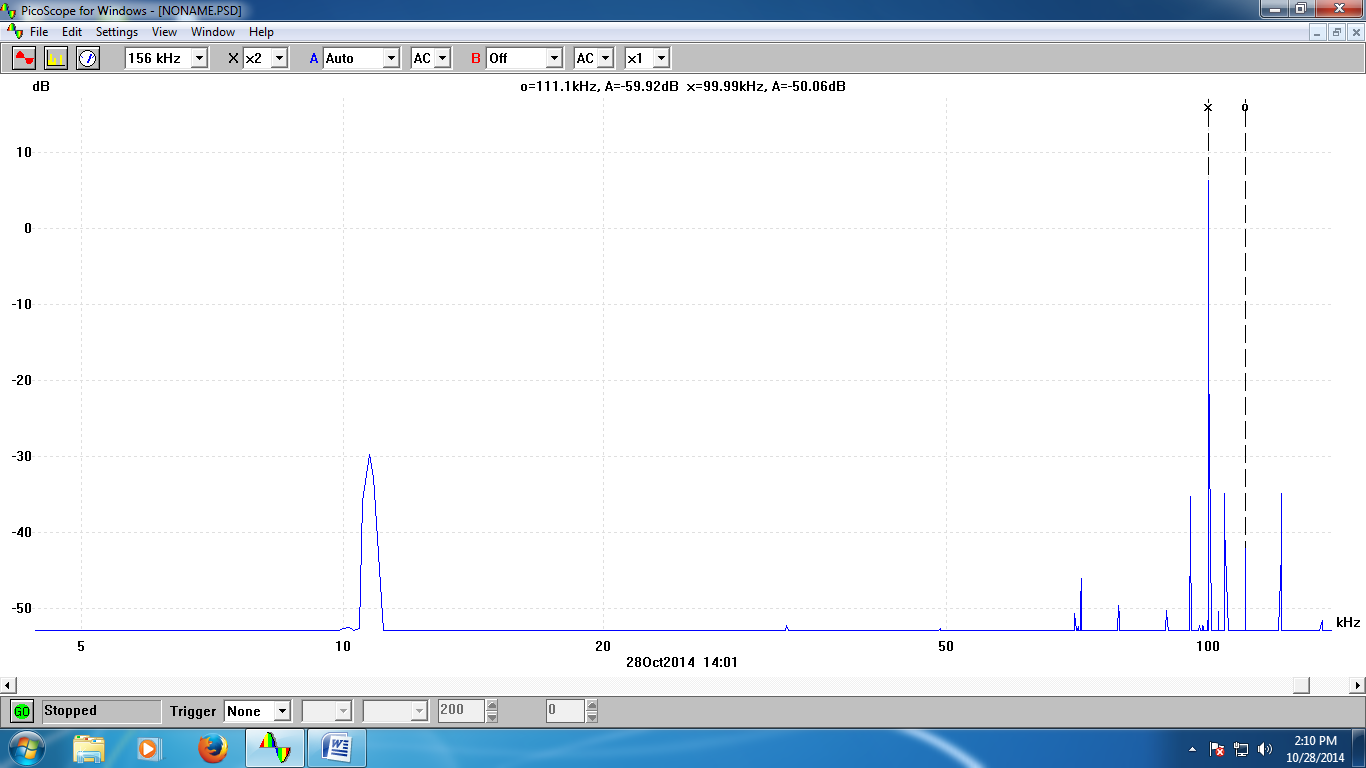 PicoScope for Windows - [NONAME.PSD]
File Edit Settings View Window Help
156 kHz X x2 A Auto AC B Off AC x1
dB o=111.1kHz, A=-59.92dB x=99.99kHz, A=-50.06dB
x o
10
0
-10
-20
-30
-40
-50
kHz
5 10 20 50 100
28Oct2014 14:01
GO Stopped Trigger None 200 0
2:10 PM
10/28/2014